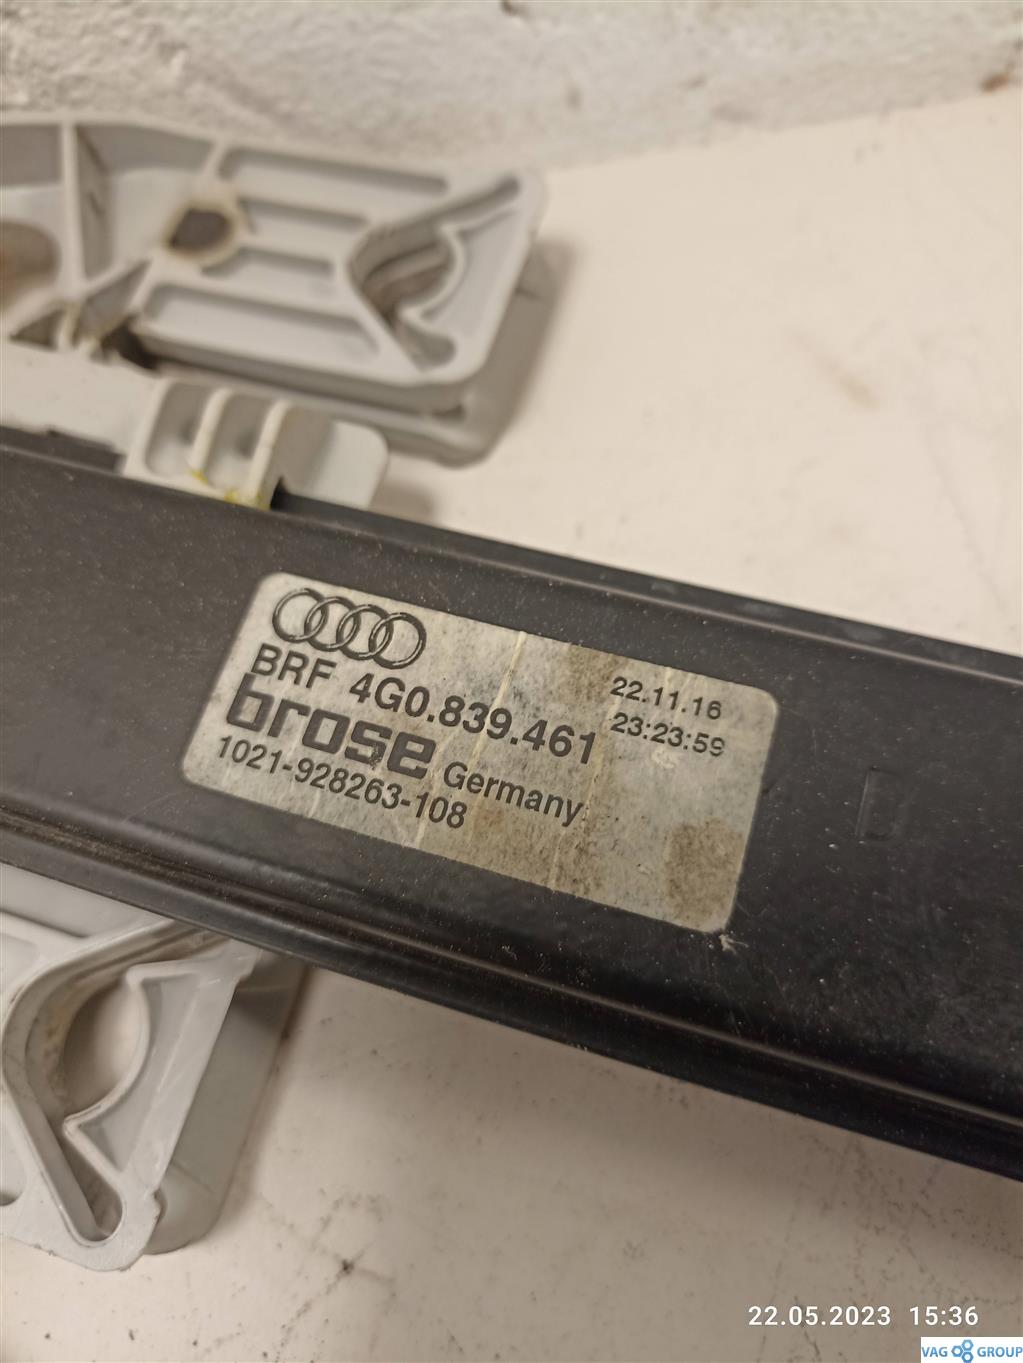 BRF 4G0.839.461
22.11.16
23:23:59
brose Germany
1021-928263-108
22.05.2023 15:36
VAG GROUP